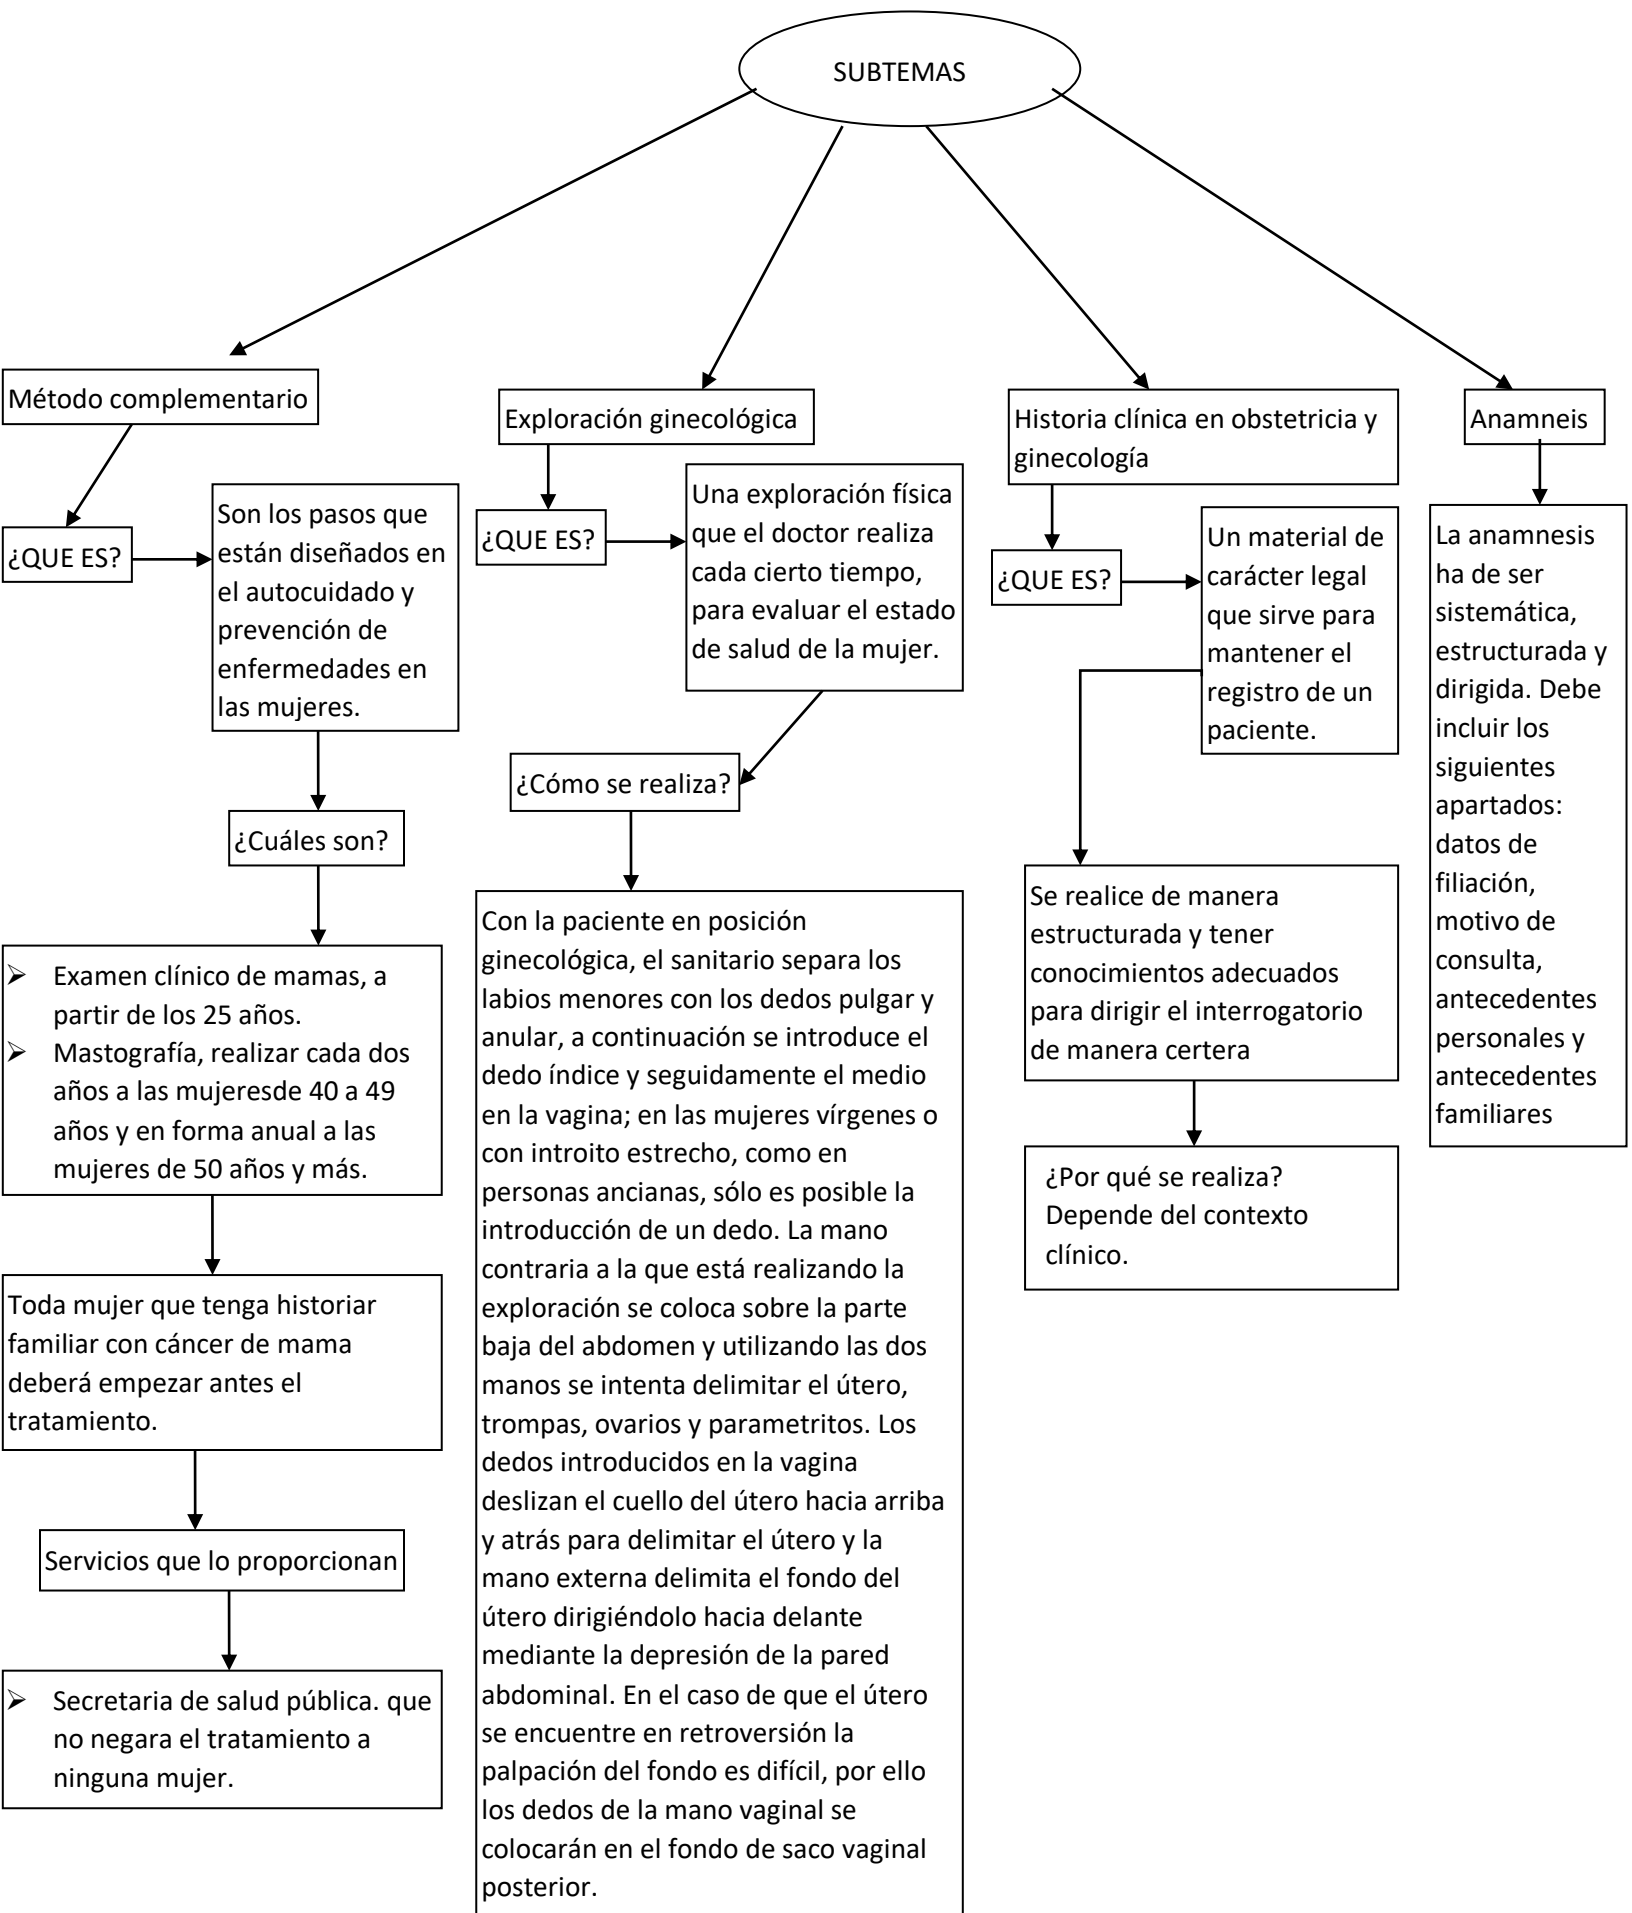 SUBTEMAS
Método complementario
¿QUE ES?
Son los pasos que
están diseñados en
el autocuidado y
prevención de
enfermedades en
las mujeres.
¿Cuáles son?
Examen clínico de mamas, a
partir de los 25 años.
Mastografía, realizar cada dos
años a las mujeresde 40 a 49
años y en forma anual a las
mujeres de 50 años y más.
Toda mujer que tenga historiar
familiar con cáncer de mama
deberá empezar antes el
tratamiento.
Servicios que lo proporcionan
Secretaria de salud pública. que
no negara el tratamiento a
ninguna mujer.
Exploración ginecológica
¿QUE ES?
Una exploración física
que el doctor realiza
cada cierto tiempo,
para evaluar el estado
de salud de la mujer.
¿Cómo se realiza?
Con la paciente en posición
ginecológica, el sanitario separa los
labios menores con los dedos pulgar y
anular, a continuación se introduce el
dedo índice y seguidamente el medio
en la vagina; en las mujeres vírgenes o
con introito estrecho, como en
personas ancianas, sólo es posible la
introducción de un dedo. La mano
contraria a la que está realizando la
exploración se coloca sobre la parte
baja del abdomen y utilizando las dos
manos se intenta delimitar el útero,
trompas, ovarios y parametritos. Los
dedos introducidos en la vagina
deslizan el cuello del útero hacia arriba
y atrás para delimitar el útero y la
mano externa delimita el fondo del
útero dirigiéndolo hacia delante
mediante la depresión de la pared
abdominal. En el caso de que el útero
se encuentre en retroversión la
palpación del fondo es difícil, por ello
los dedos de la mano vaginal se
colocarán en el fondo de saco vaginal
posterior.
Historia clínica en obstetricia y
ginecología
¿QUE ES?
Un material de
carácter legal
que sirve para
mantener el
registro de un
paciente.
Se realice de manera
estructurada y tener
conocimientos adecuados
para dirigir el interrogatorio
de manera certera
¿Por qué se realiza?
Depende del contexto
clínico.
Anamneis
La anamnesis
ha de ser
sistemática,
estructurada y
dirigida. Debe
incluir los
siguientes
apartados:
datos de
filiación,
motivo de
consulta,
antecedentes
personales y
antecedentes
familiares